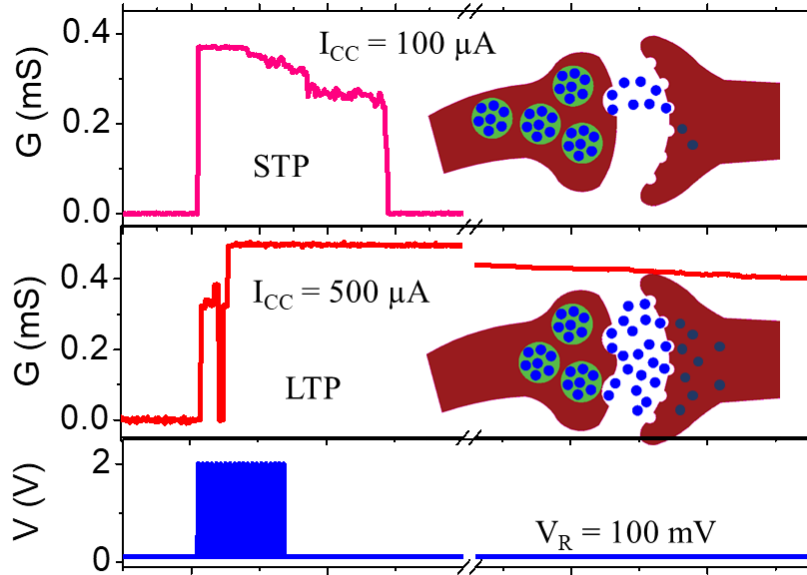 0.4
0.2
0.0
G (mS)
I_CC = 100 µA
STP
0.4
0.2
0.0
G (mS)
I_CC = 500 µA
LTP
2
0
V (V)
V_R = 100 mV